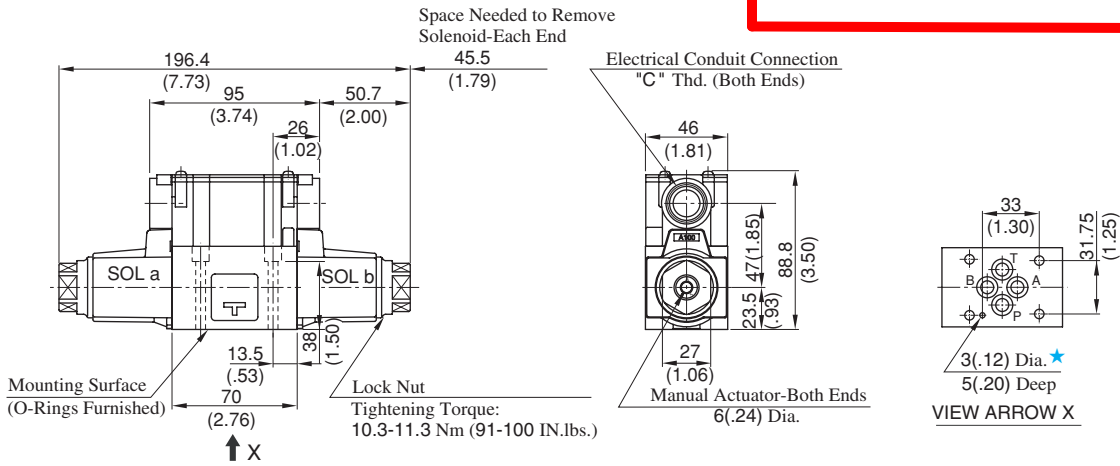 Space Needed to Remove
Solenoid-Each End
196.4
(7.73)
45.5
(1.79)
95
(3.74)
50.7
(2.00)
26
(1.02)
SOL a
SOL b
38
(1.50)
13.5
(.53)
70
(2.76)
Mounting Surface
(O-Rings Furnished)
Lock Nut
Tightening Torque:
10.3-11.3 Nm (91-100 IN.lbs.)
X
Electrical Conduit Connection
"C" Thd. (Both Ends)
46
(1.81)
A100
47(1.85)
88.8
(3.50)
23.5
(.93)
27
(1.06)
Manual Actuator-Both Ends
6(.24) Dia.
33
(1.30)
31.75
(1.25)
T
B
A
P
3(.12) Dia.★
5(.20) Deep
VIEW ARROW X